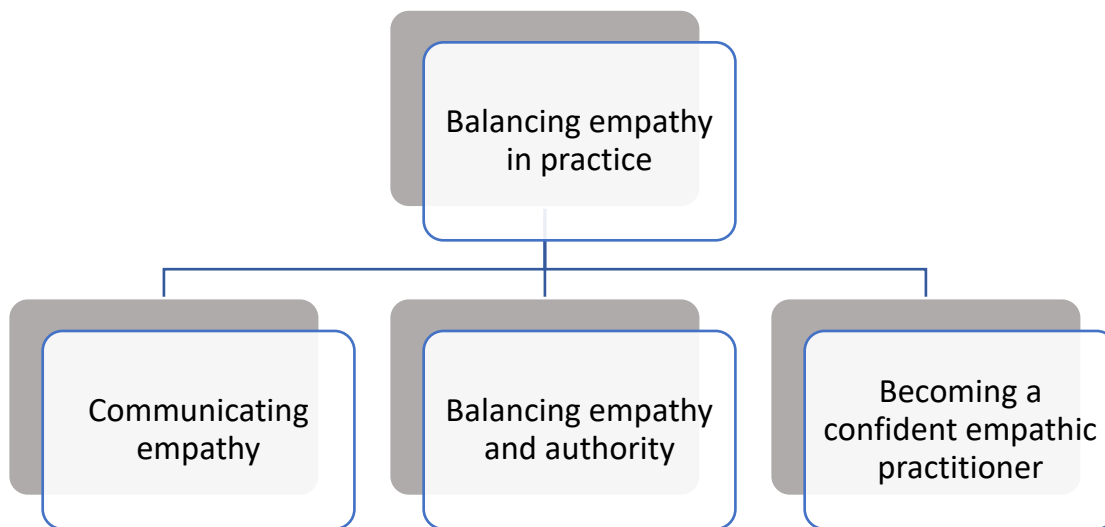 Balancing empathy
in practice
Communicating
empathy
Balancing empathy
and authority
Becoming a
confident empathic
practitioner